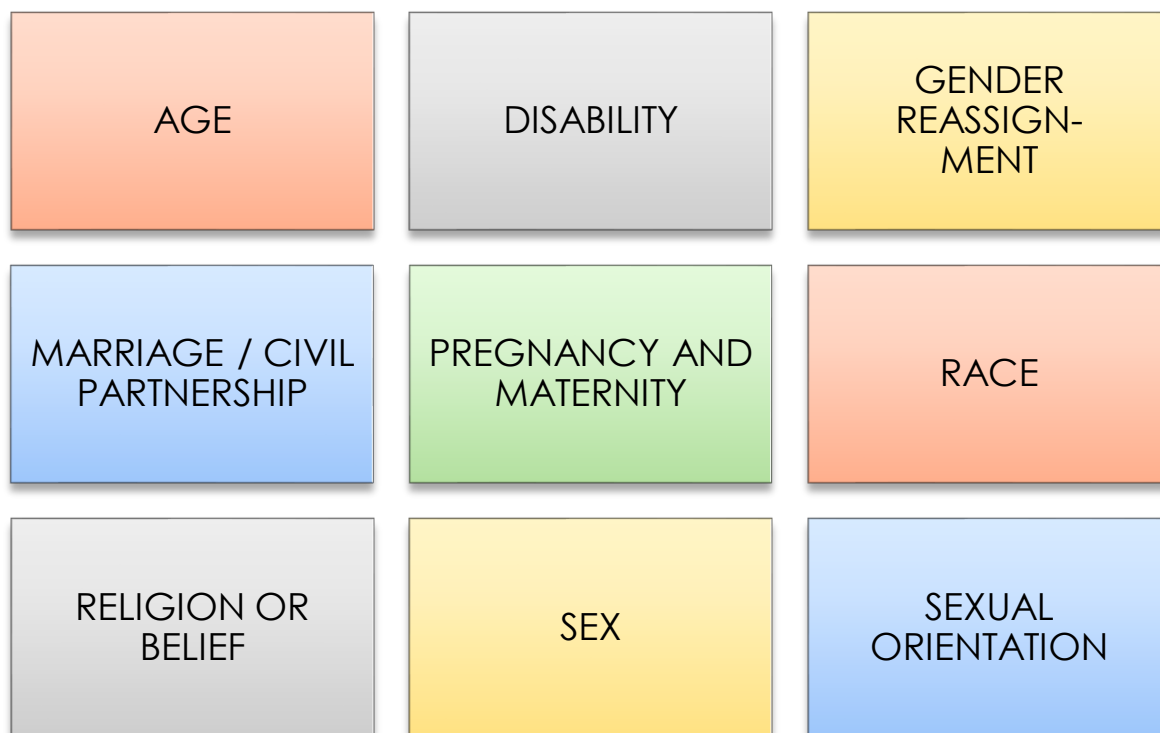 AGE
DISABILITY
GENDER
REASSIGN-
MENT
MARRIAGE / CIVIL
PARTNERSHIP
PREGNANCY AND
MATERNITY
RACE
RELIGION OR
BELIEF
SEX
SEXUAL
ORIENTATION